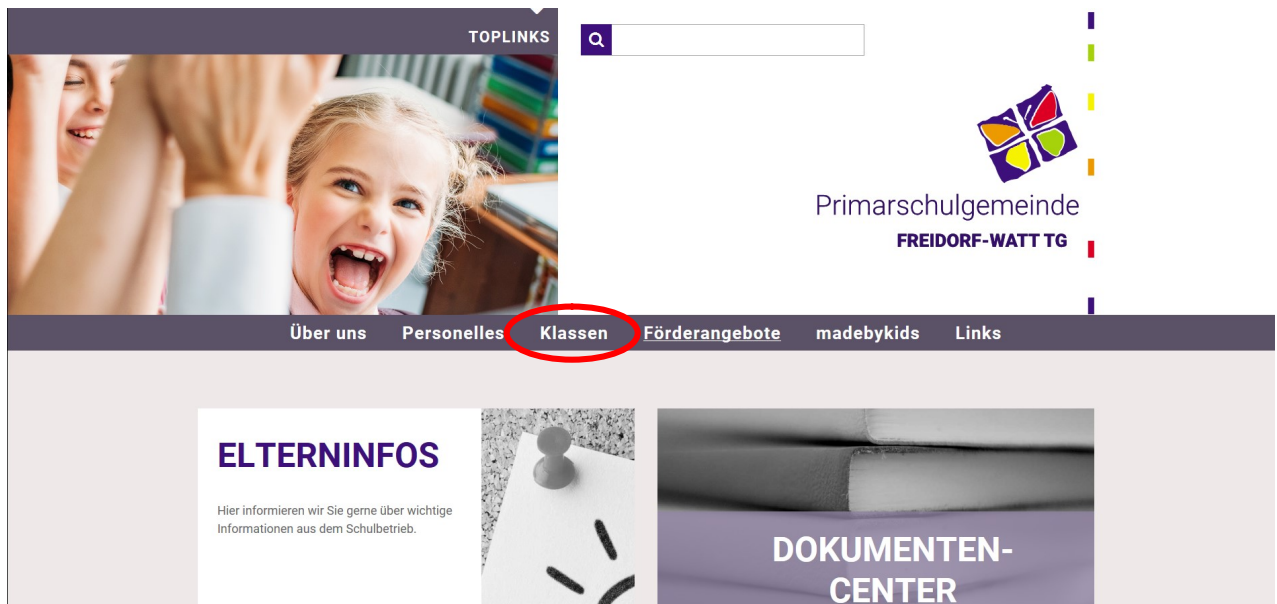 TOPLINKS
Primarschulgemeinde
FREIDORF-WATT TG
Über uns Personelles Klassen Förderangebote madebykids Links
ELTERNINFOS
Hier informieren wir Sie gerne über wichtige
Informationen aus dem Schulbetrieb.
DOKUMENTEN-
CENTER